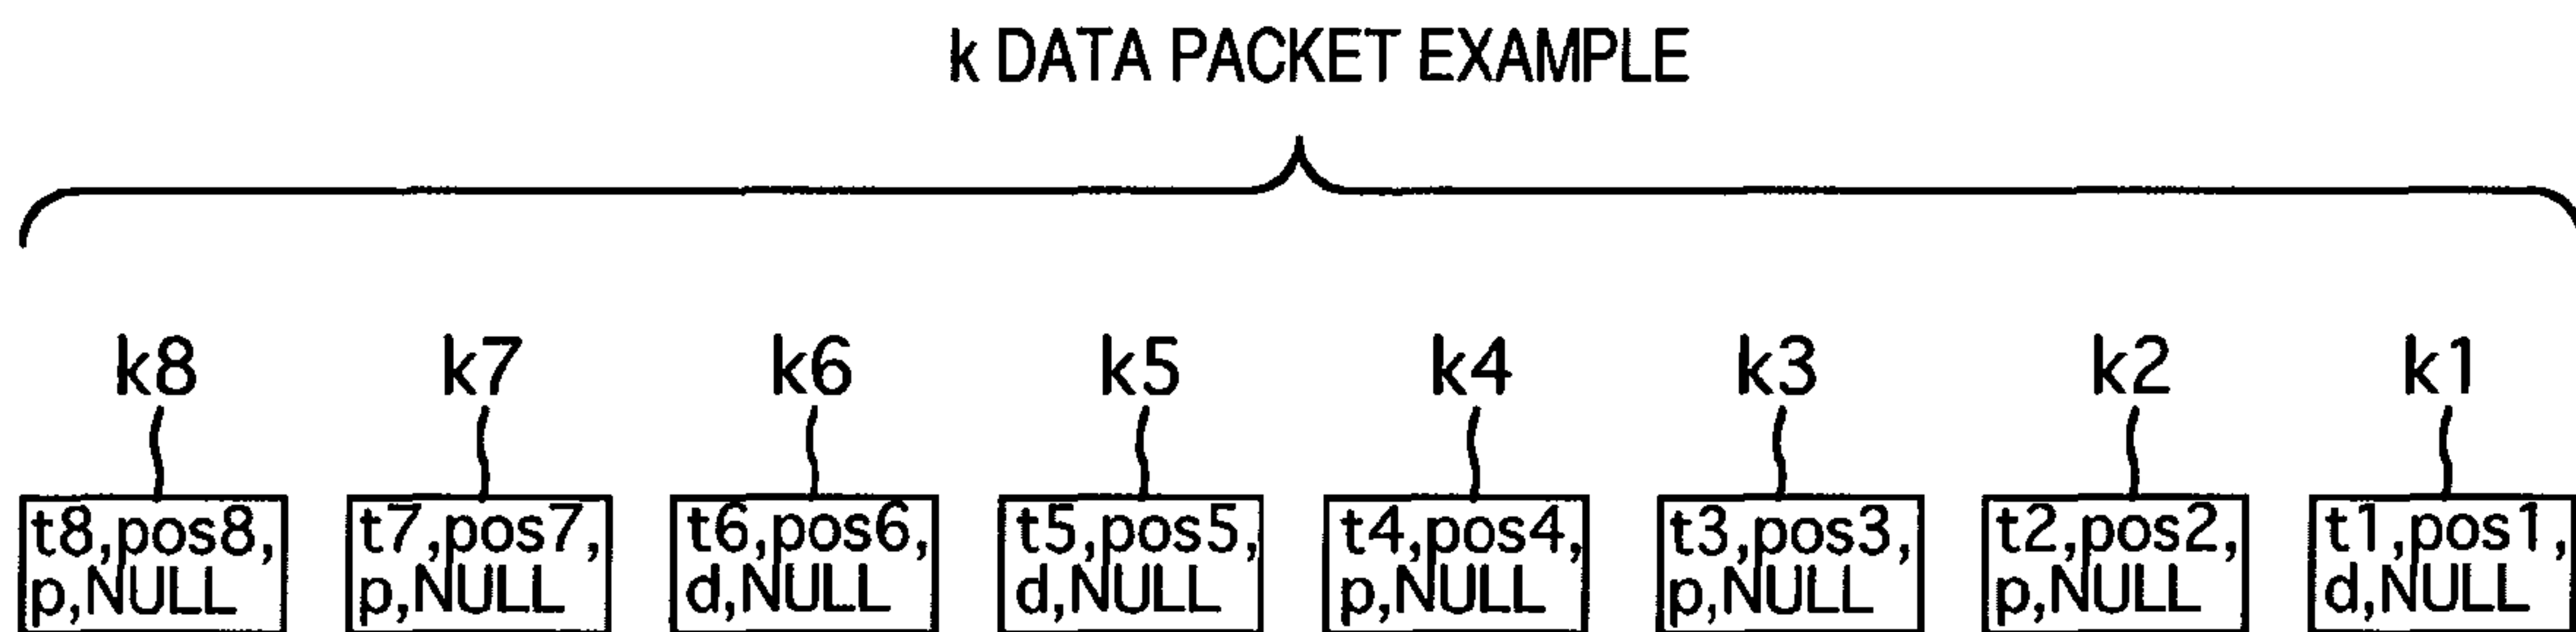 k DATA PACKET EXAMPLE
k8 k7 k6 k5 k4 k3 k2 k1
t8,pos8, t7,pos7, t6,pos6, t5,pos5, t4,pos4, t3,pos3, t2,pos2, t1,pos1,
p,NULL p,NULL d,NULL d,NULL p,NULL p,NULL p,NULL d,NULL